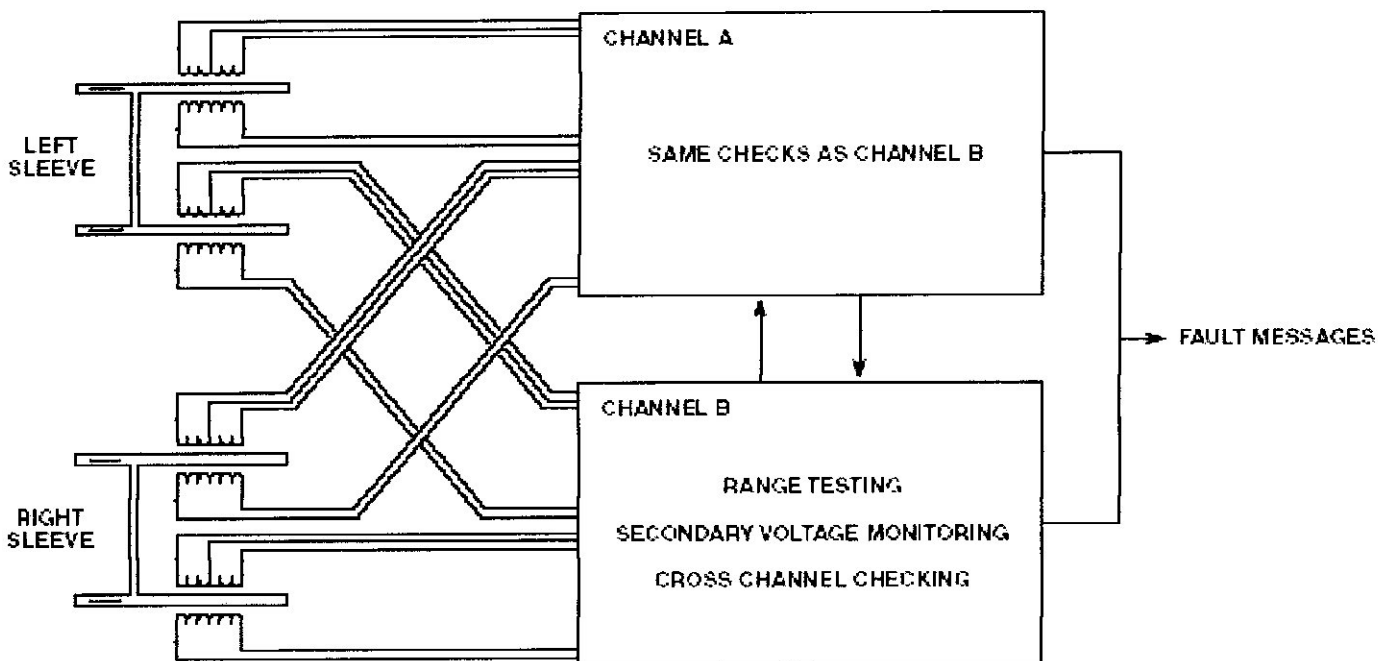 CHANNEL A
SAME CHECKS AS CHANNEL B
LEFT
SLEEVE
FAULT MESSAGES
CHANNEL B
RANGE TESTING
SECONDARY VOLTAGE MONITORING
CROSS CHANNEL CHECKING
RIGHT
SLEEVE